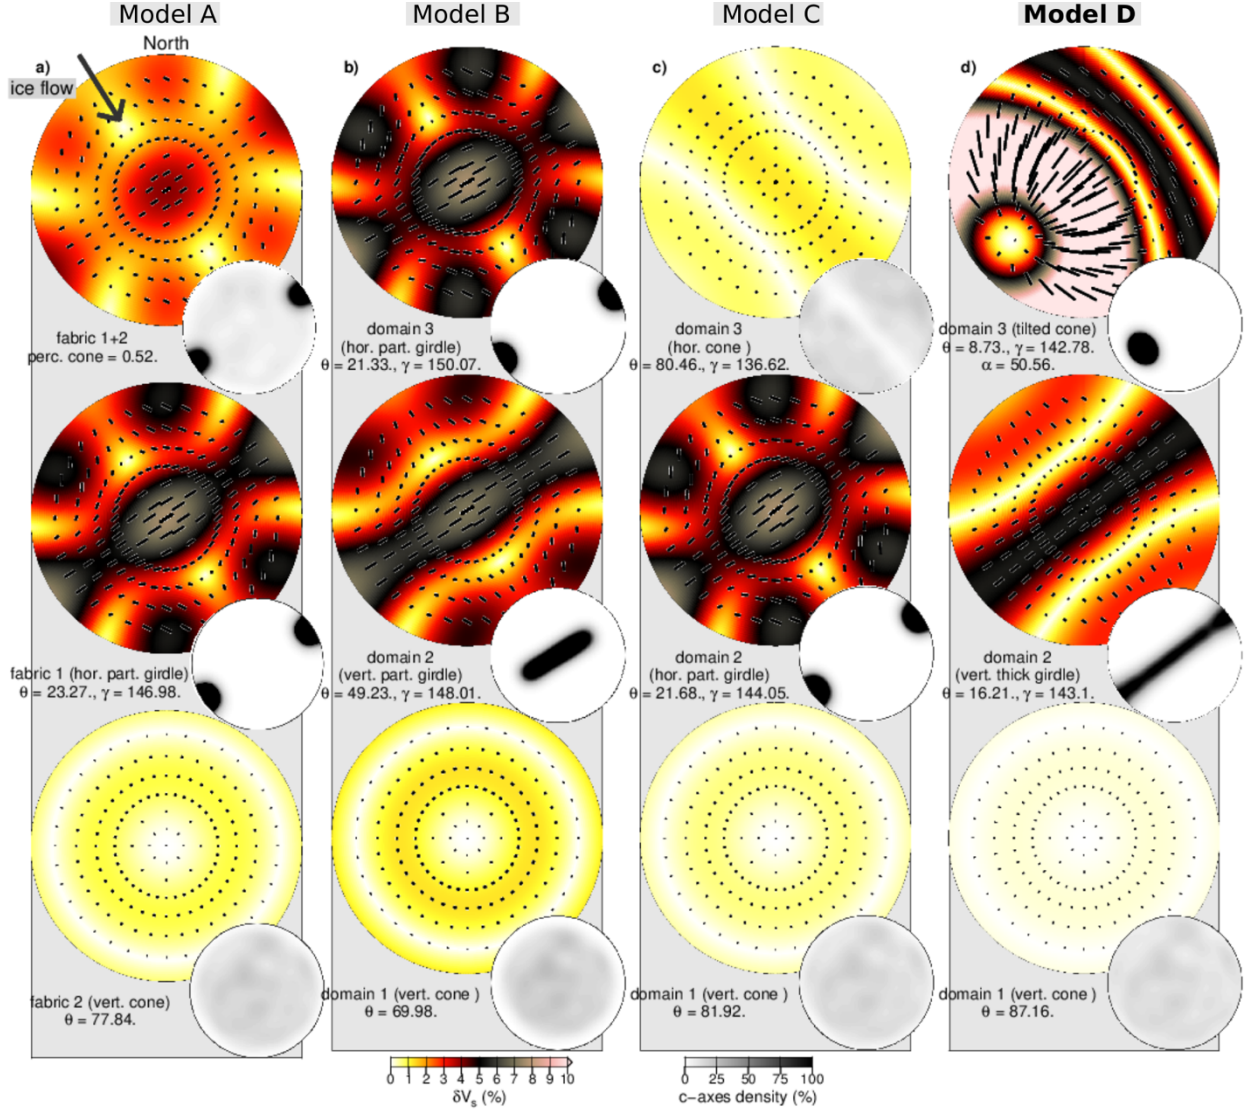 Model A
Model B
Model C
Model D
North
a)
b)
c)
d)
ice flow
fabric 1+2
perc. cone = 0.52.
domain 3
(hor. part. girdle)
θ = 21.33., γ = 150.07.
domain 3
(hor. cone )
θ = 80.46., γ = 136.62.
domain 3 (tilted cone)
θ = 8.73., γ = 142.78.
α = 50.56.
fabric 1 (hor. part. girdle)
θ = 23.27., γ = 146.98.
domain 2
(vert. part. girdle)
θ = 49.23, γ = 148.01.
domain 2
(hor. part. girdle)
θ = 21.68., γ = 144.05.
domain 2
(vert. thick girdle)
θ = 16.21., γ = 143.1.
fabric 2 (vert. cone)
θ = 77.84.
domain 1 (vert. cone )
θ = 69.98.
domain 1 (vert. cone )
θ = 81.92.
domain 1 (vert. cone )
θ = 87.16.
0 1 2 3 4 5 6 7 8 9 10
δVs (%)
0 25 50 75 100
c−axes density (%)